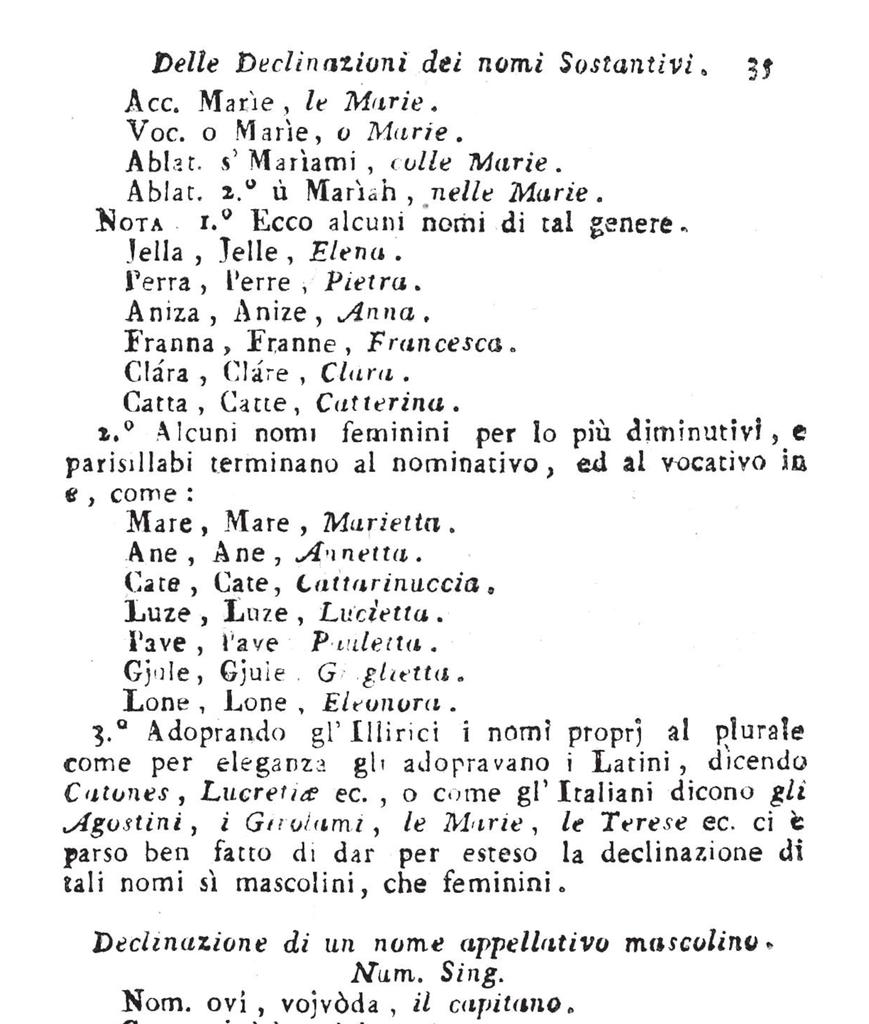 Delle Declinazioni dei nomi Sostantivi. 35
Acc. Marìe, le Marie.
Voc. o Marìe, o Marie.
Ablat. s' Marìami, colle Marie.
Ablat. 2.° ù Marìah, nelle Marie.
NOTA 1.° Ecco alcuni nomi di tal genere.
Jella, Jelle, Elena.
Perra, Perre, Pietra.
Aniza, Anize, Anna.
Franna, Franne, Francesca.
Clára, Cláre, Clara.
Catta, Catte, Catterina.
2.° Alcuni nomi feminini per lo più diminutivi, e
parisillabi terminano al nominativo, ed al vocativo in
e, come:
Mare, Mare, Marietta.
Ane, Ane, Annetta.
Cate, Cate, Cattarinuccia.
Luze, Luze, Lucietta.
Pave, Pave Pauletta.
Gjule, Gjule. Giuglietta.
Lone, Lone, Eleonora.
3.° Adoprando gl' Illirici i nomi proprj al plurale
come per eleganza gli adopravano i Latini, dìcendo
Catones, Lucretiæ ec., o come gl' Italiani dicono gli
Agostini, i Girolami, le Marie, le Terese ec. ci è
parso ben fatto di dar per esteso la declinazione di
tali nomi sì mascolini, che feminini.
Declinazione di un nome appellativo mascolino.
Num. Sing.
Nom. ovi, vojvòda, il capitano.